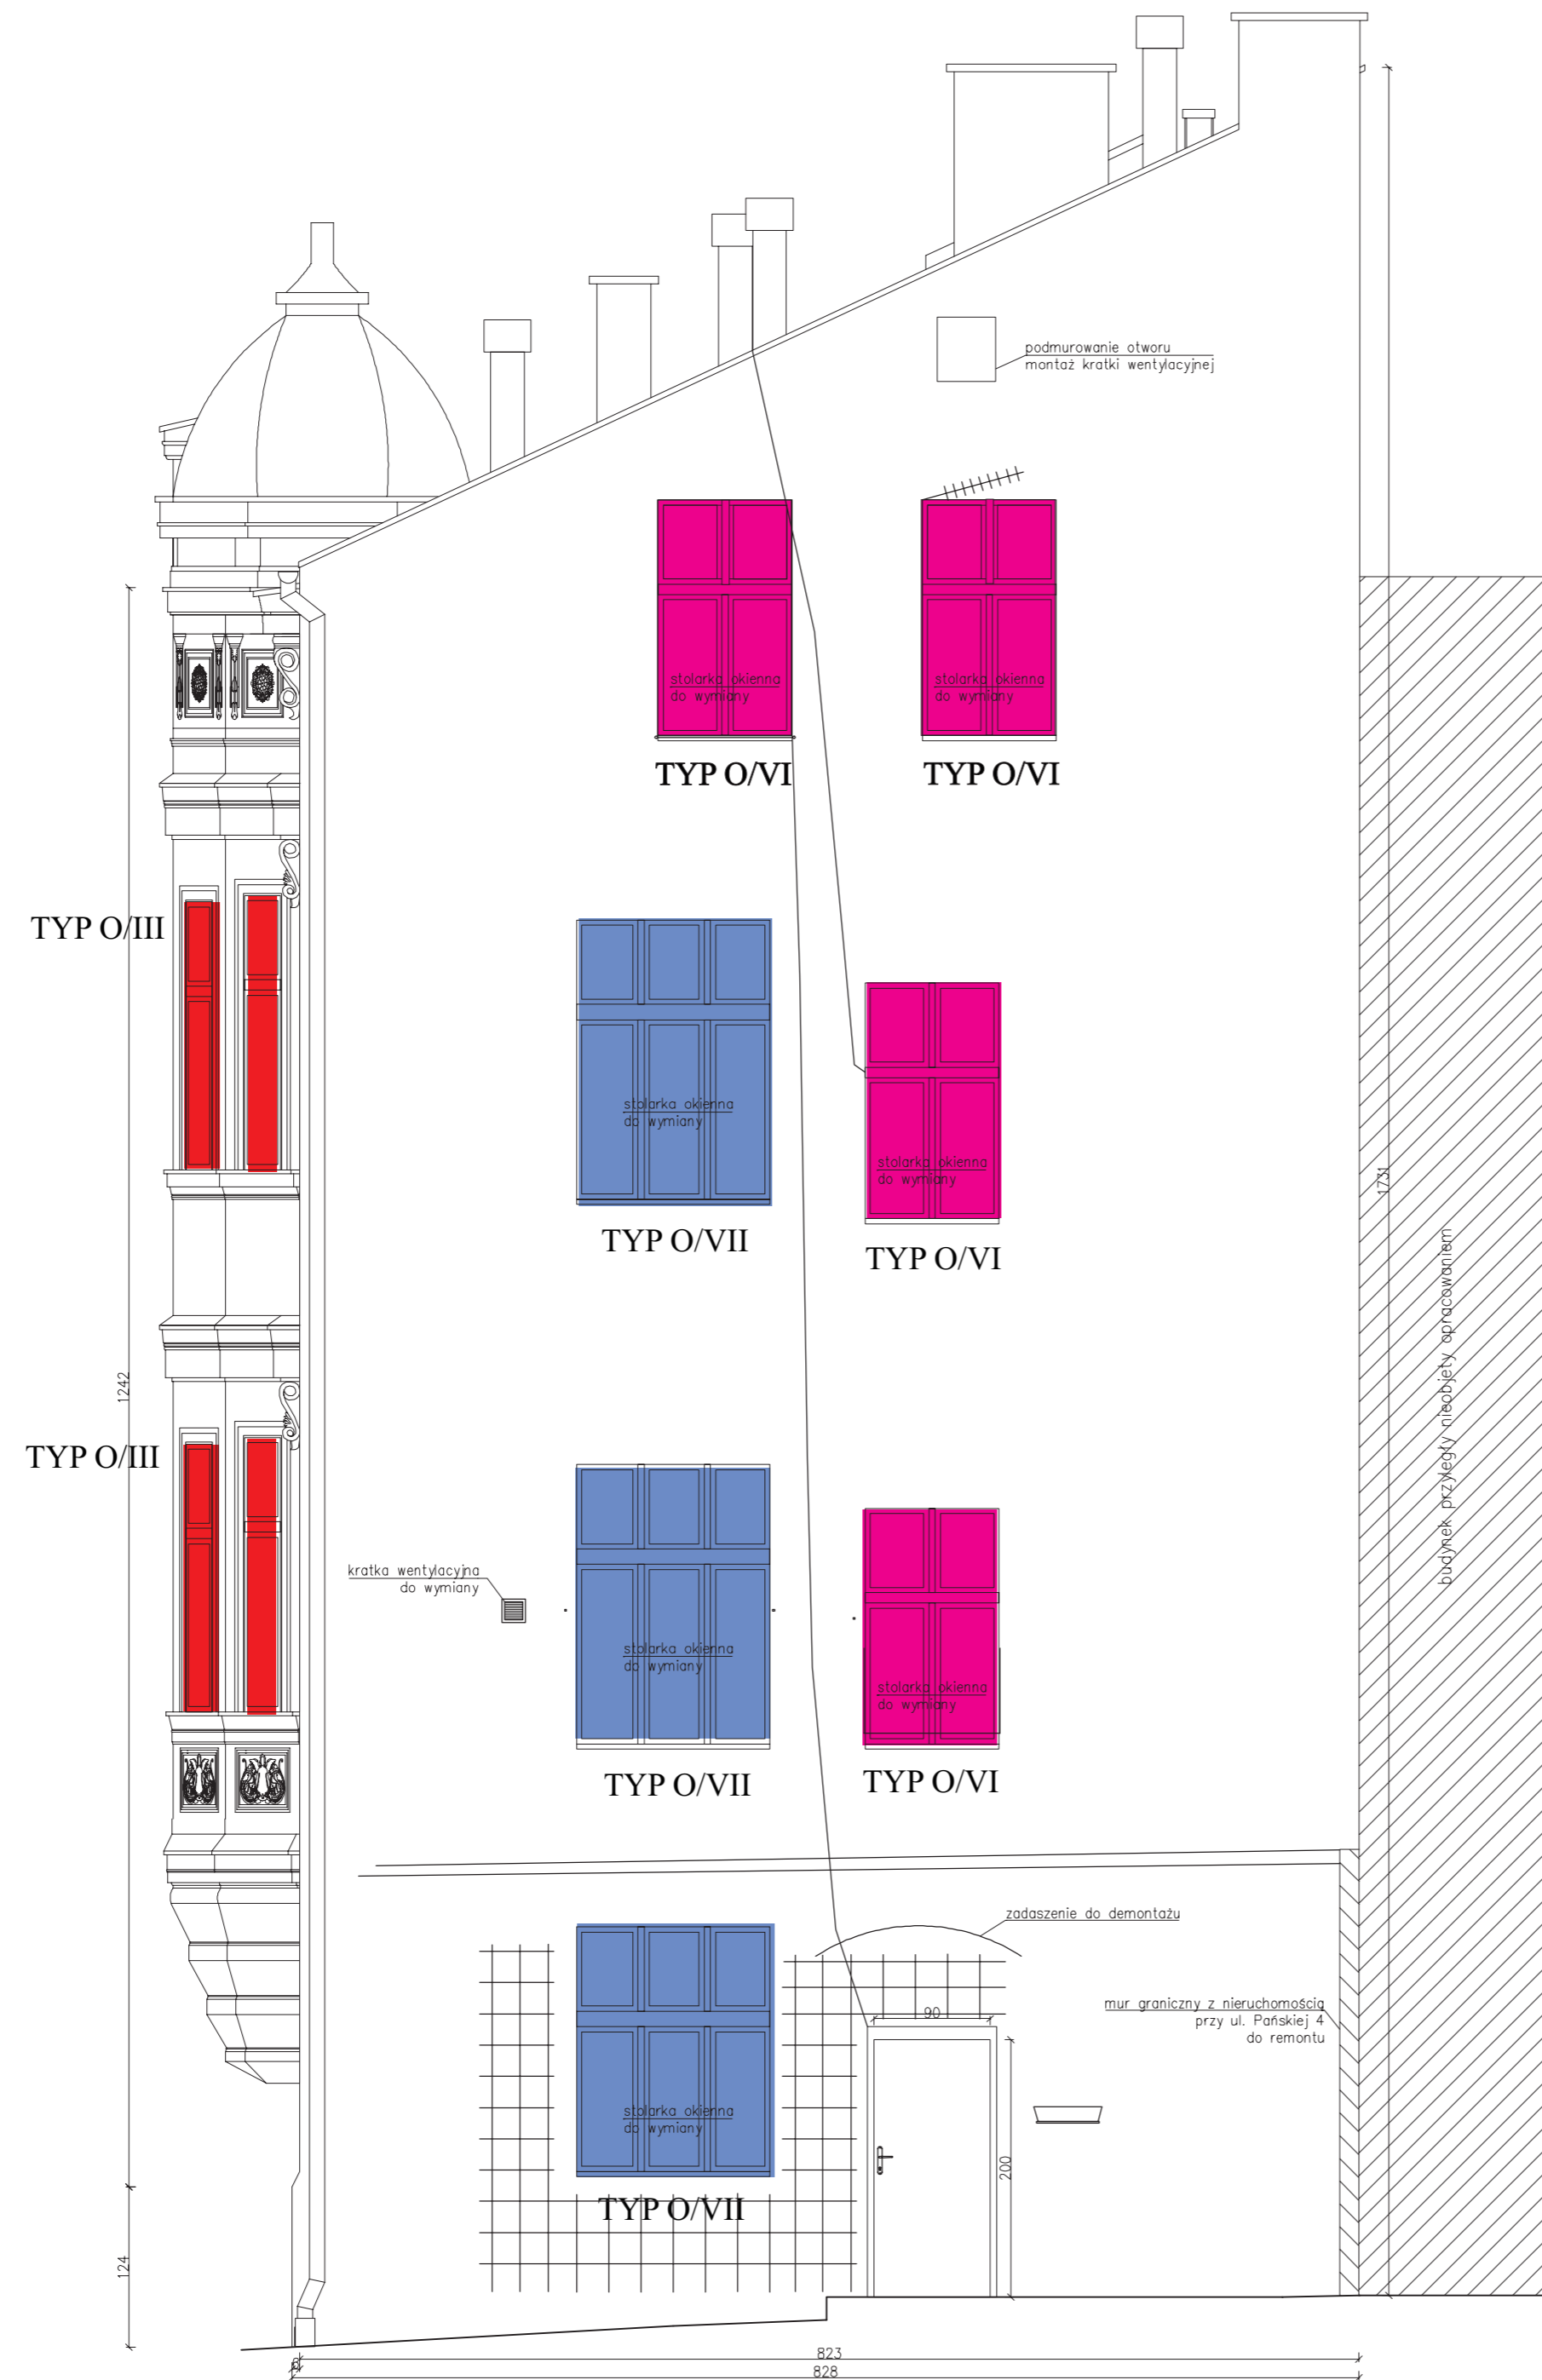 podmurowanie otworu
montaż kratki wentylacyjnej
stolarka okienna
do wymiany
stolarka okienna
do wymiany
TYP O/VI
TYP O/VI
TYP O/III
stolarka okienna
do wymiany
stolarka okienna
do wymiany
TYP O/VII
TYP O/VI
1731
budynek przyległy nieobjety opracowaniem
1242
TYP O/III
kratka wentylacyjna
do wymiany
stolarka okienna
do wymiany
stolarka okienna
do wymiany
TYP O/VII
TYP O/VI
zadaszenie do demontażu
mur graniczny z nieruchomością
przy ul. Pańskiej 4
do remontu
90
stolarka okienna
do wymiany
200
TYP O/VII
124
823
828